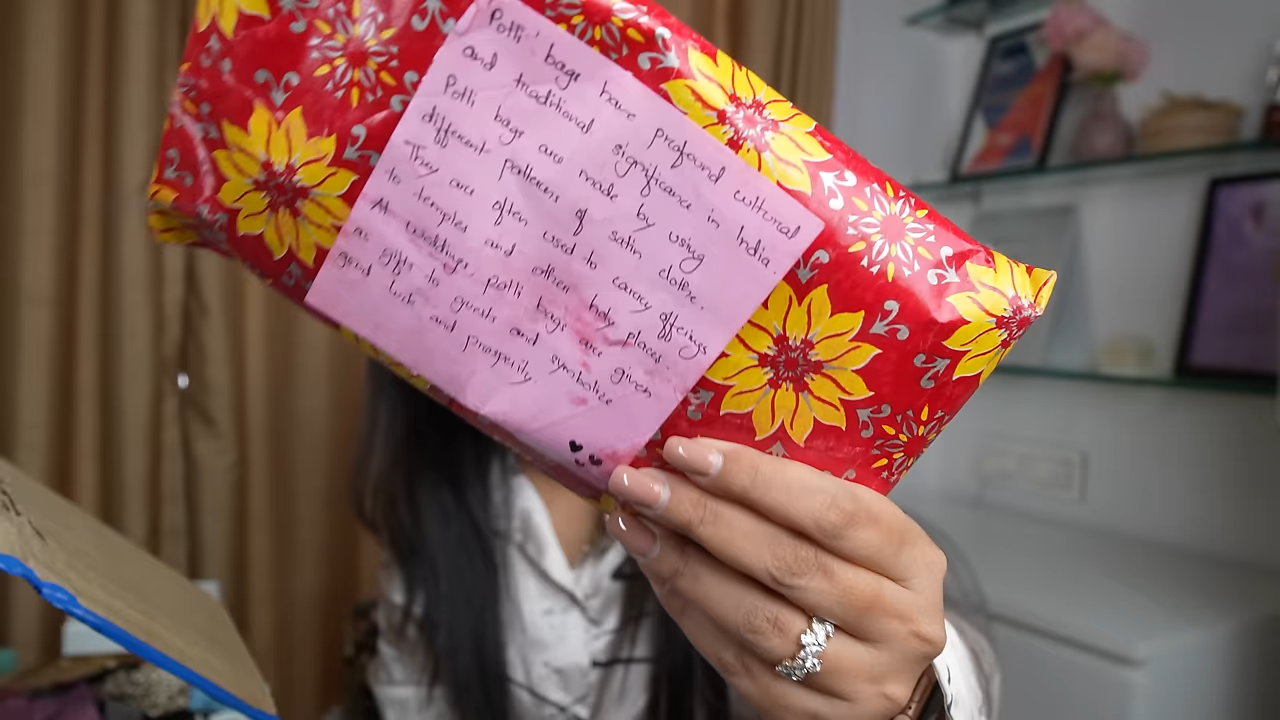 Potli bags have profound cultural
and traditional significance in India.
Potli bags are made by using
different patterns of satin clothe.
They are often used to carry offerings
to temples and other holy places.
At weddings, potli bags are given
as gifts to guests and symbolize
good luck and prosperity